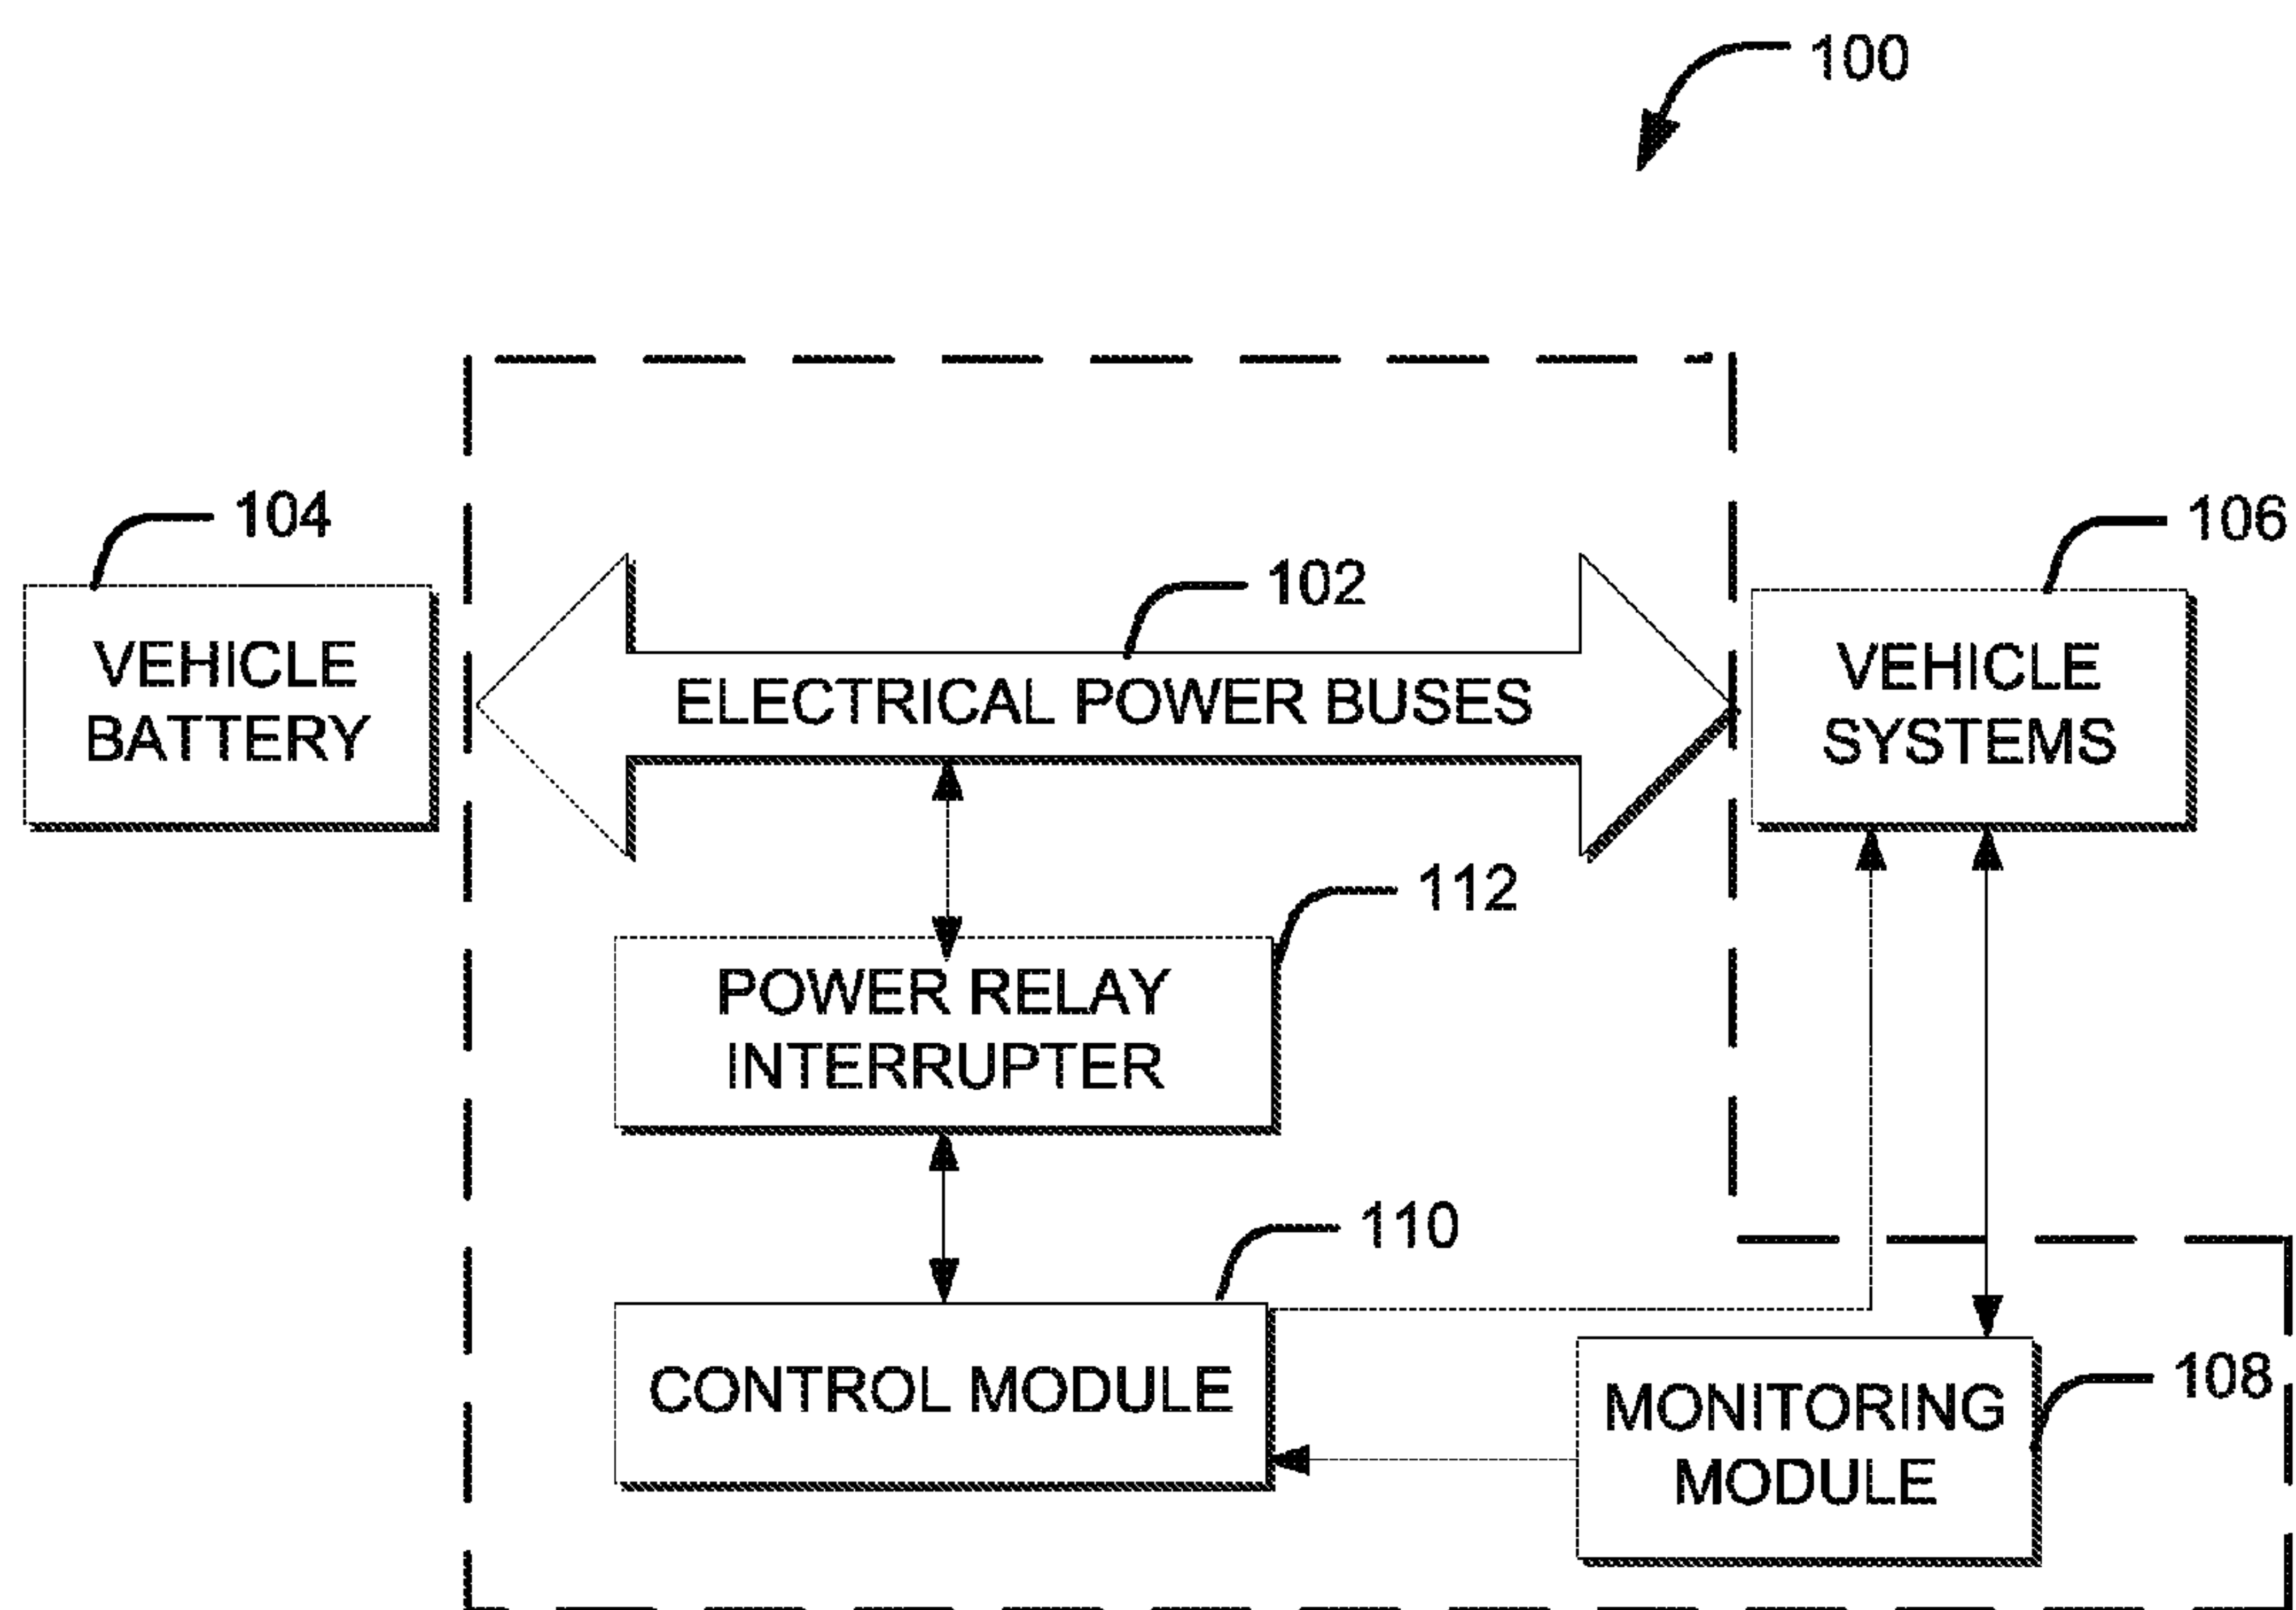 100
104
106
102
VEHICLE
BATTERY
ELECTRICAL POWER BUSES
VEHICLE
SYSTEMS
112
POWER RELAY
INTERRUPTER
110
CONTROL MODULE
108
MONITORING
MODULE